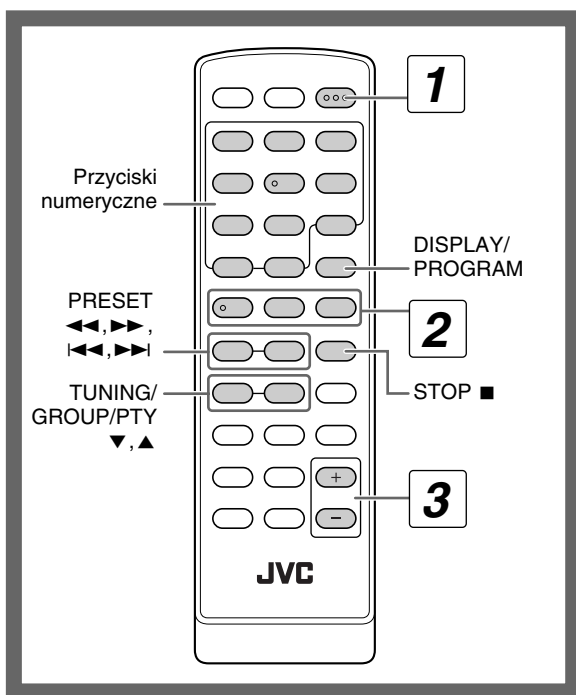 1
Przyciski
numeryczne
DISPLAY/
PROGRAM
PRESET
◄◄, ►►,
I◄◄, ►►I
2
TUNING/
GROUP/PTY
▼, ▲
STOP ■
+
3
–
JVC